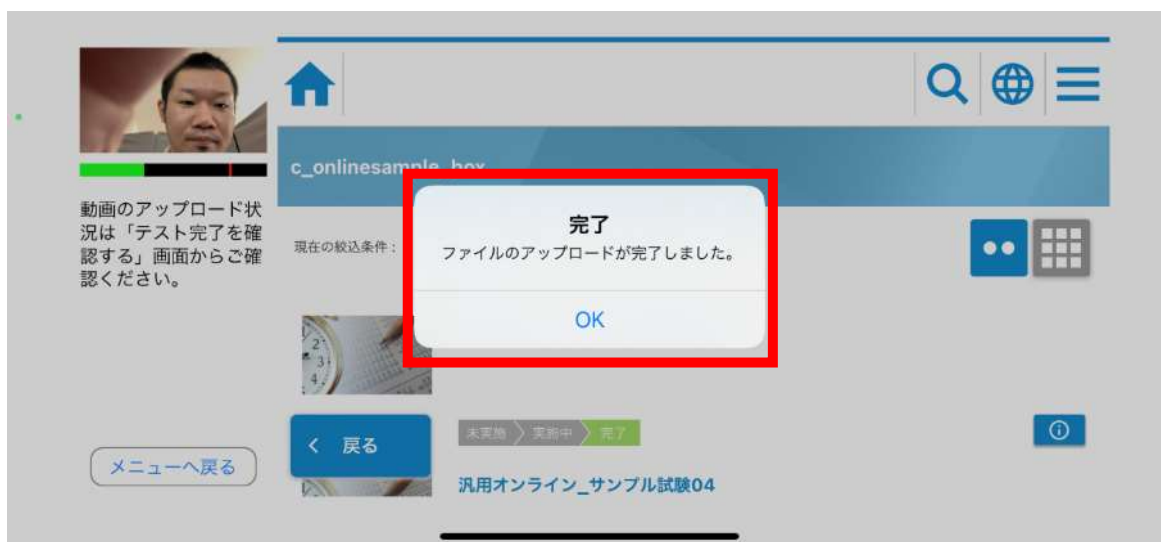 c_onlinesample_box
動画のアップロード状
況は「テスト完了を確
認する」画面からご確
認ください。
現在の絞込条件：
完了
ファイルのアップロードが完了しました。
OK
未実施
実施中
完了
戻る
メニューへ戻る
汎用オンライン_サンプル試験04